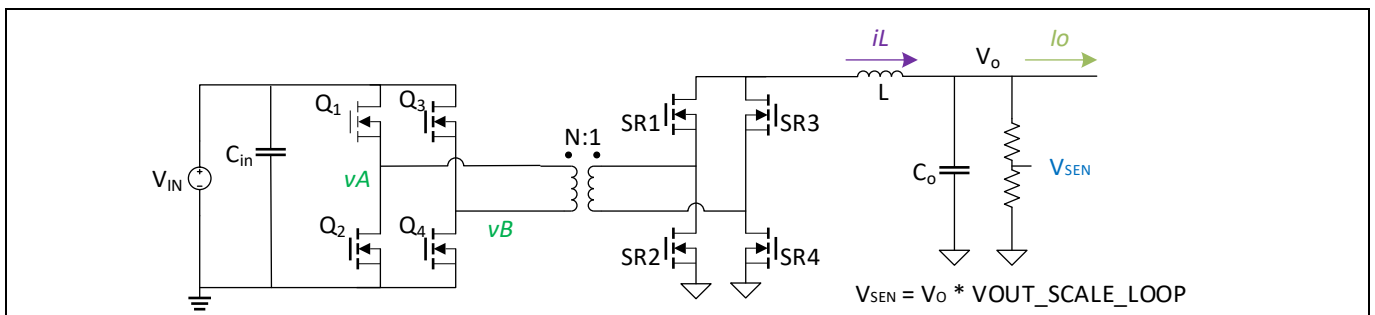 iL
Io
Vo
L
Q1
Q3
SR1
SR3
N:1
Cin
VIN
vA
Co
VSEN
Q2
Q4
vB
SR2
SR4
VSEN = VO * VOUT_SCALE_LOOP